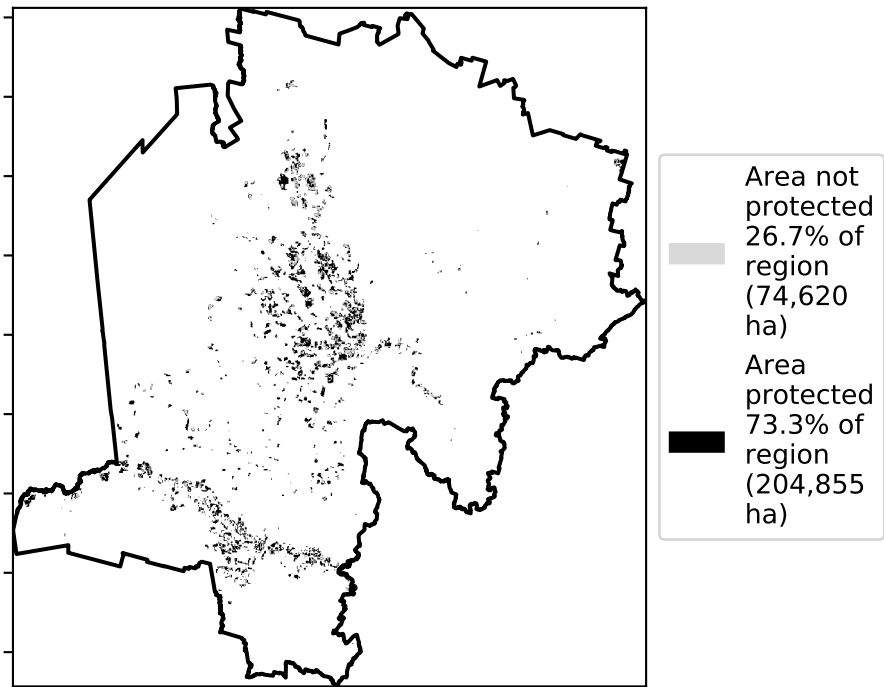 Area not
protected
26.7% of
region
(74,620
ha)
Area
protected
73.3% of
region
(204,855
ha)